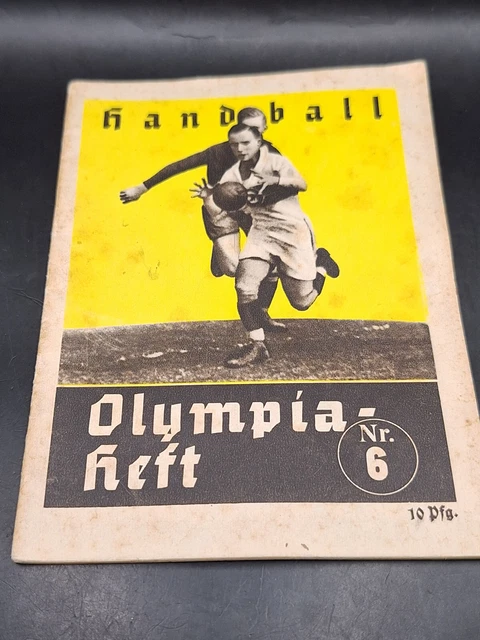 Handball
Olympia-
Heft
Nr.
6
10 Pfg.